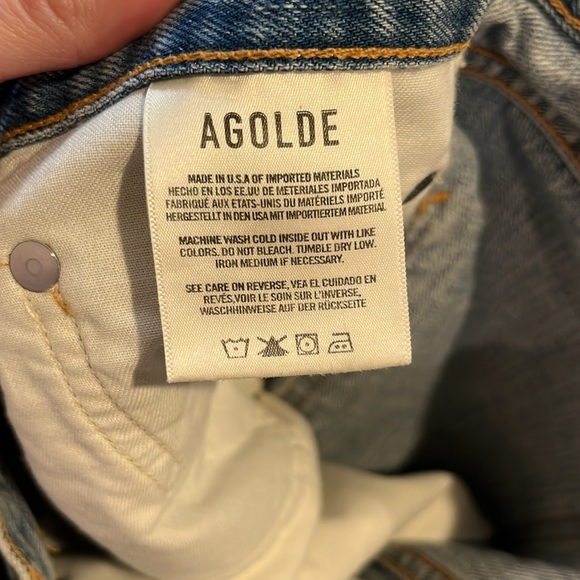 AGOLDE
MADE IN U.S.A OF IMPORTED MATERIALS
HECHO EN LOS EE.UU DE METERIALES IMPORTADA
FABRIQUÉ AUX ETATS-UNIS DU MATÉRIELS IMPORTÉ
HERGESTELLT IN DEN USA MIT IMPORTIERTEM MATERIAL
MACHINE WASH COLD INSIDE OUT WITH LIKE
COLORS. DO NOT BLEACH. TUMBLE DRY LOW.
IRON MEDIUM IF NECESSARY.
SEE CARE ON REVERSE, VEA EL CUIDADO EN
REVÉS,VOIR LE SOIN SUR L'INVERSE,
WASCHHINWEISE AUF DER RÜCKSEITE